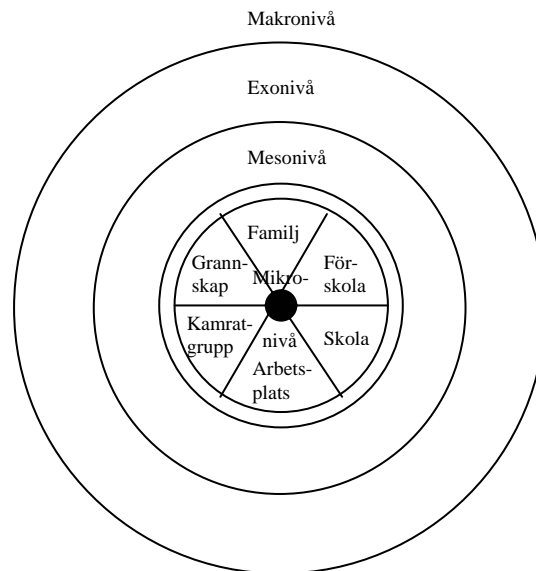 Makronivå
Exonivå
Mesonivå
Familj
Grann-
skap
För-
skola
Mikro-
nivå
Kamrat-
grupp
Skola
Arbets-
plats